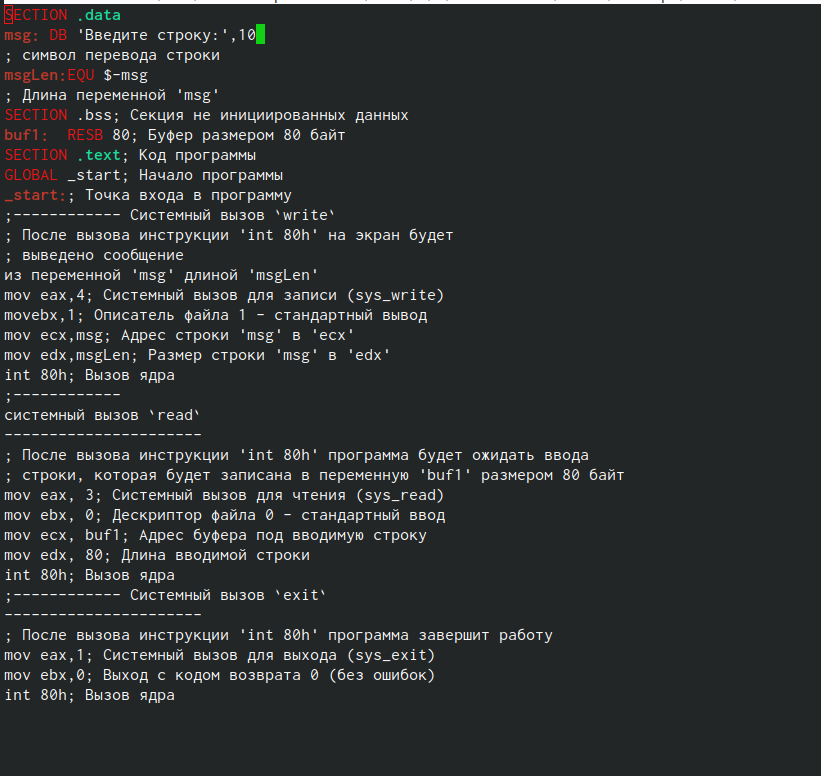 SECTION .data
msg: DB 'Введите строку:',10
; символ перевода строки
msgLen:EQU $-msg
; Длина переменной 'msg'
SECTION .bss; Секция не инициированных данных
buf1:  RESB 80; Буфер размером 80 байт
SECTION .text; Код программы
GLOBAL _start; Начало программы
_start:; Точка входа в программу
;------------ Системный вызов `write`
; После вызова инструкции 'int 80h' на экран будет
; выведено сообщение
из переменной 'msg' длиной 'msgLen'
mov eax,4; Системный вызов для записи (sys_write)
movebx,1; Описатель файла 1 - стандартный вывод
mov ecx,msg; Адрес строки 'msg' в 'ecx'
mov edx,msgLen; Размер строки 'msg' в 'edx'
int 80h; Вызов ядра
;------------
системный вызов `read`
----------------------
; После вызова инструкции 'int 80h' программа будет ожидать ввода
; строки, которая будет записана в переменную 'buf1' размером 80 байт
mov eax, 3; Системный вызов для чтения (sys_read)
mov ebx, 0; Дескриптор файла 0 - стандартный ввод
mov ecx, buf1; Адрес буфера под вводимую строку
mov edx, 80; Длина вводимой строки
int 80h; Вызов ядра
;------------ Системный вызов `exit`
----------------------
; После вызова инструкции 'int 80h' программа завершит работу
mov eax,1; Системный вызов для выхода (sys_exit)
mov ebx,0; Выход с кодом возврата 0 (без ошибок)
int 80h; Вызов ядра